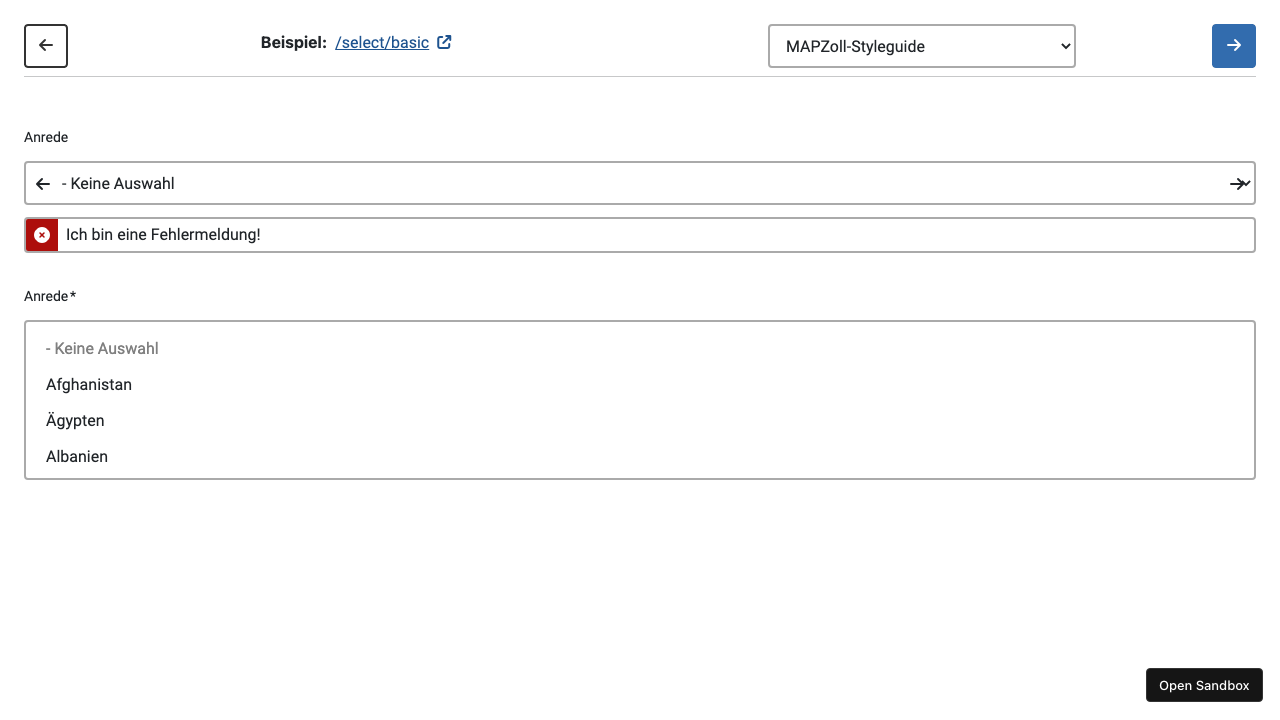 Beispiel: /select/basic
MAPZoll-Styleguide
Anrede
- Keine Auswahl
Ich bin eine Fehlermeldung!
Anrede*
- Keine Auswahl
Afghanistan
Ägypten
Albanien
Open Sandbox